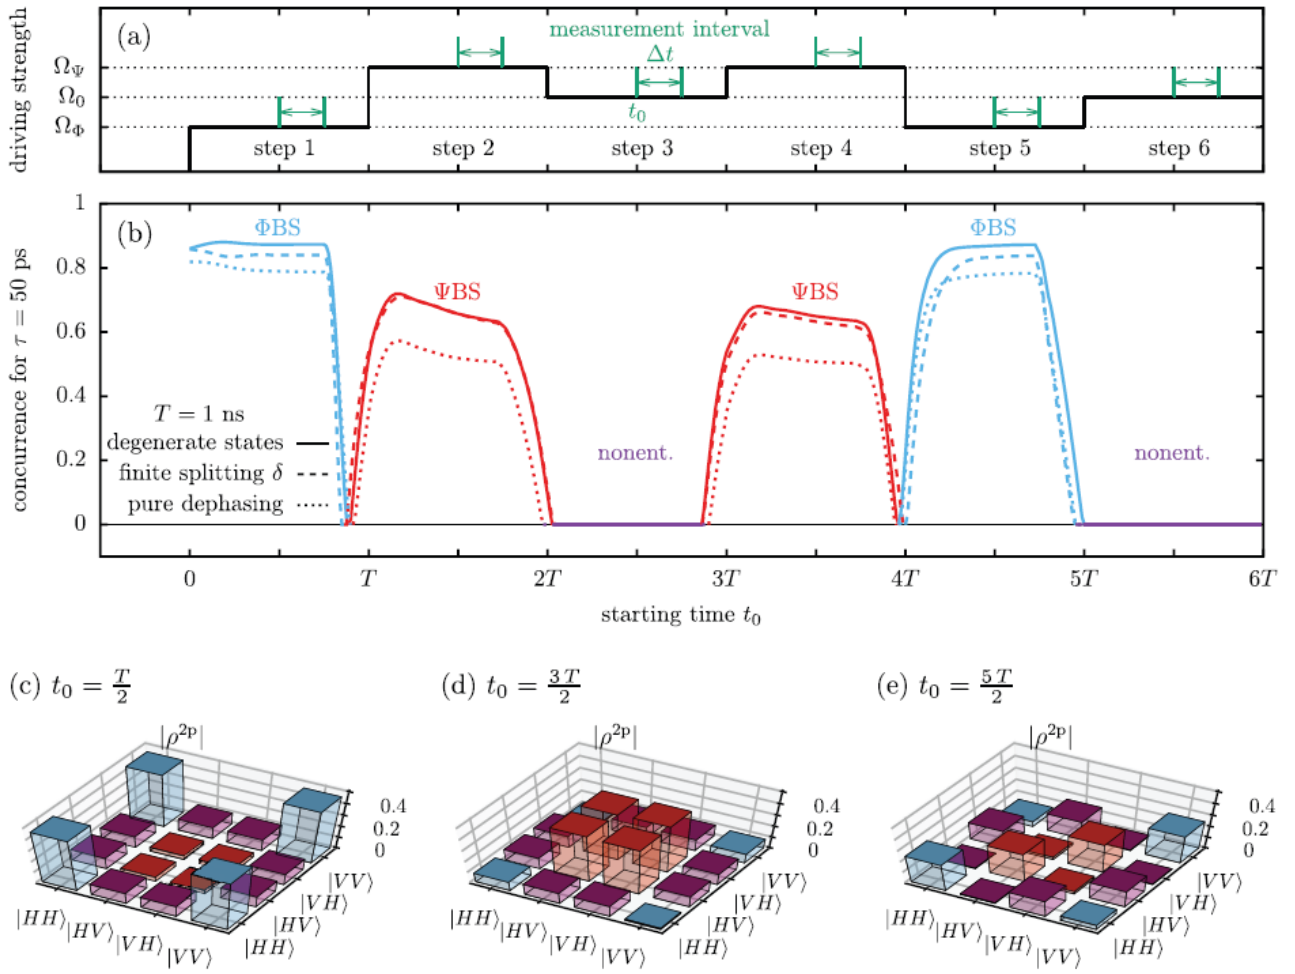 driving strength
(a)
measurement interval
Δt
t₀
Ω_Ψ
Ω₀
Ω_Φ
step 1
step 2
step 3
step 4
step 5
step 6
concurrence for τ = 50 ps
(b)
1
0.8
0.6
0.4
0.2
0
ΦBS
ΨBS
ΨBS
ΦBS
T = 1 ns
degenerate states
finite splitting δ
pure dephasing
nonent.
nonent.
0 T 2T 3T 4T 5T 6T
starting time t₀
(c) t₀ = T/2
|ρ²ᵖ|
0.4
0.2
0
|HH⟩
|HV⟩
|VH⟩
|VV⟩
|HH⟩
|HV⟩
|VH⟩
|VV⟩
(d) t₀ = 3T/2
|ρ²ᵖ|
0.4
0.2
0
|HH⟩
|HV⟩
|VH⟩
|VV⟩
|HH⟩
|HV⟩
|VH⟩
|VV⟩
(e) t₀ = 5T/2
|ρ²ᵖ|
0.4
0.2
0
|HH⟩
|HV⟩
|VH⟩
|VV⟩
|HH⟩
|HV⟩
|VH⟩
|VV⟩